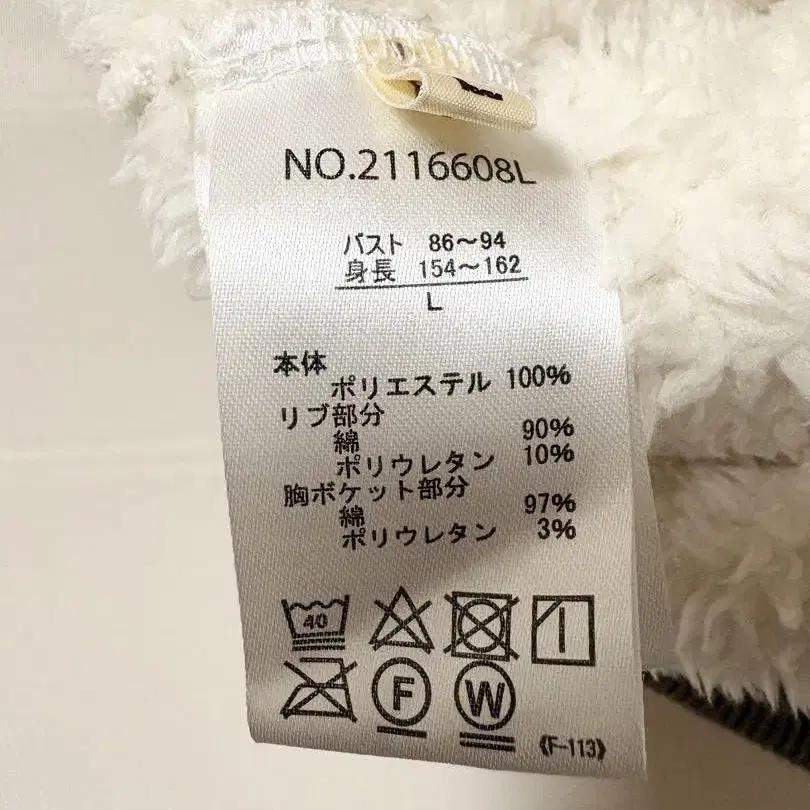 NO.2116608L
バスト 86～94
身長 154～162
L
本体
ポリエステル 100%
リブ部分
綿 90%
ポリウレタン 10%
胸ポケット部分
綿 97%
ポリウレタン 3%
40
F
W
《F-113》